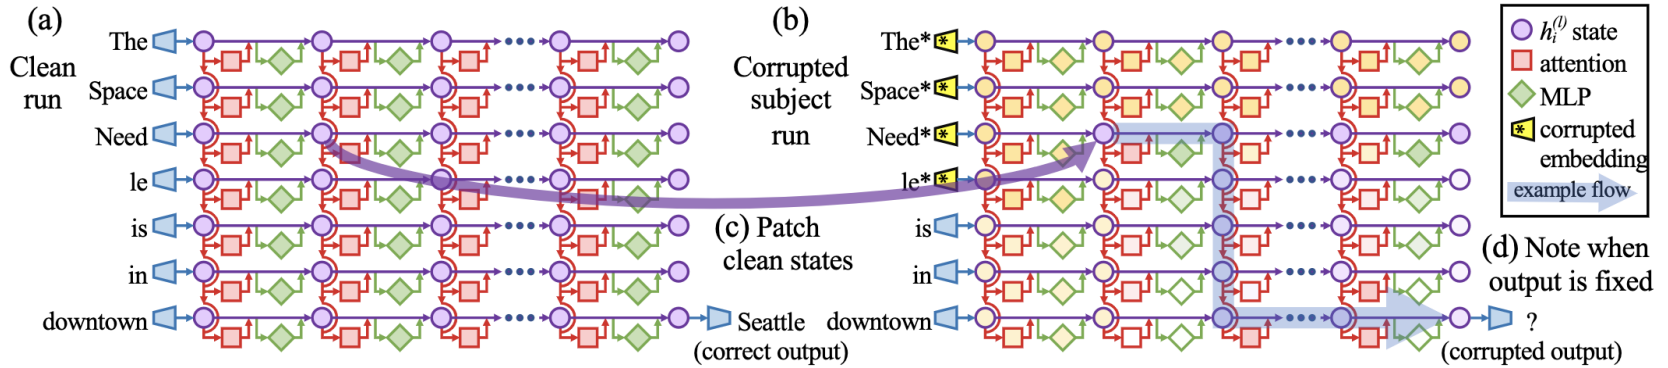 (a)
Clean
run
The
Space
Need
le
is
in
downtown
Seattle
(correct output)
(b)
Corrupted
subject
run
The*
Space*
Need*
le*
is
in
downtown
?
(corrupted output)
(c) Patch
clean states
(d) Note when
output is fixed
h_i^{(l)} state
attention
MLP
* corrupted
embedding
example flow